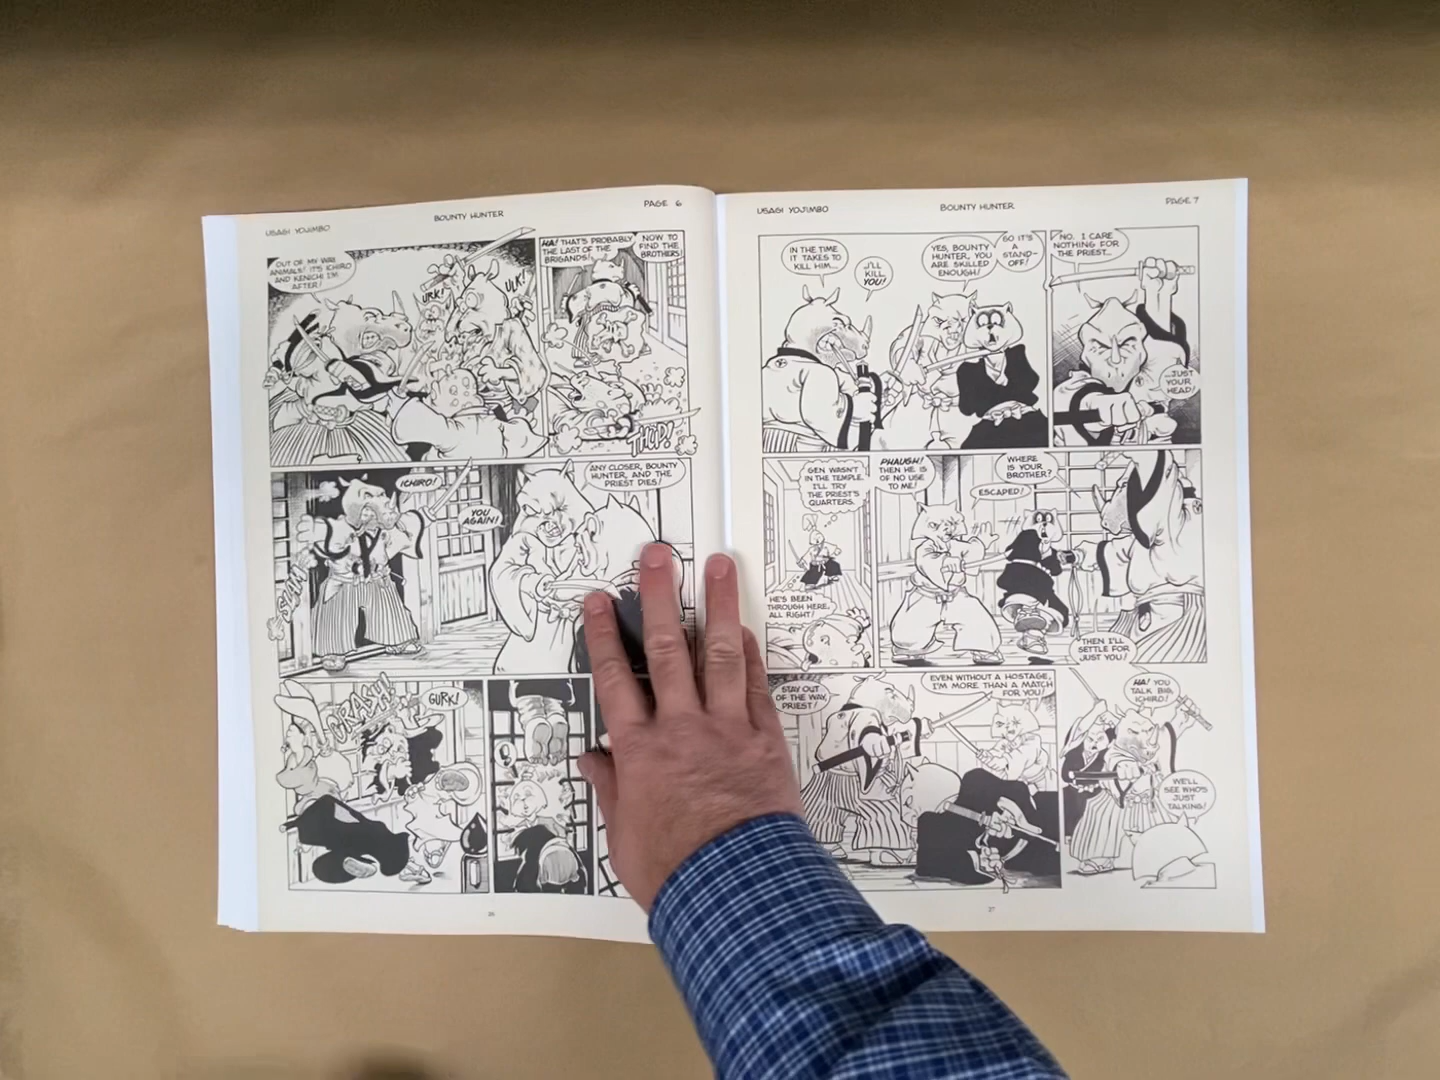 USAGI YOJIMBO
BOUNTY HUNTER
PAGE 6
OUT OF MY WAY,
ANIMALS! IT'S ICHIRO
AND KENICHI I'M
AFTER!
URK!
ULK!
HA! THAT'S PROBABLY
THE LAST OF THE
BRIGANDS!
NOW TO
FIND THE
BROTHERS!
THUP!
SLAM
ICHIRO!
YOU
AGAIN!
ANY CLOSER, BOUNTY
HUNTER, AND THE
PRIEST DIES!
CRASH!
GURK!
26
USAGI YOJIMBO
BOUNTY HUNTER
PAGE 7
IN THE TIME
IT TAKES TO
KILL HIM...
I'LL
KILL
YOU!
YES, BOUNTY
HUNTER, YOU
ARE SKILLED
ENOUGH!
SO IT'S
A
STAND-
OFF!
NO. I CARE
NOTHING FOR
THE PRIEST...
...JUST
YOUR
HEAD!
GEN WASN'T
IN THE TEMPLE.
I'LL TRY
THE PRIEST'S
QUARTERS.
HE'S BEEN
THROUGH HERE,
ALL RIGHT!
PHAUGH!
THEN HE IS
OF NO USE
TO ME!
WHERE
IS YOUR
BROTHER?
ESCAPED!
THEN I'LL
SETTLE FOR
JUST YOU!
STAY OUT
OF THE WAY,
PRIEST!
EVEN WITHOUT A HOSTAGE,
I'M MORE THAN A MATCH
FOR YOU!
HA! YOU
TALK BIG,
ICHIRO!
WE'LL
SEE WHO'S
JUST
TALKING!
27